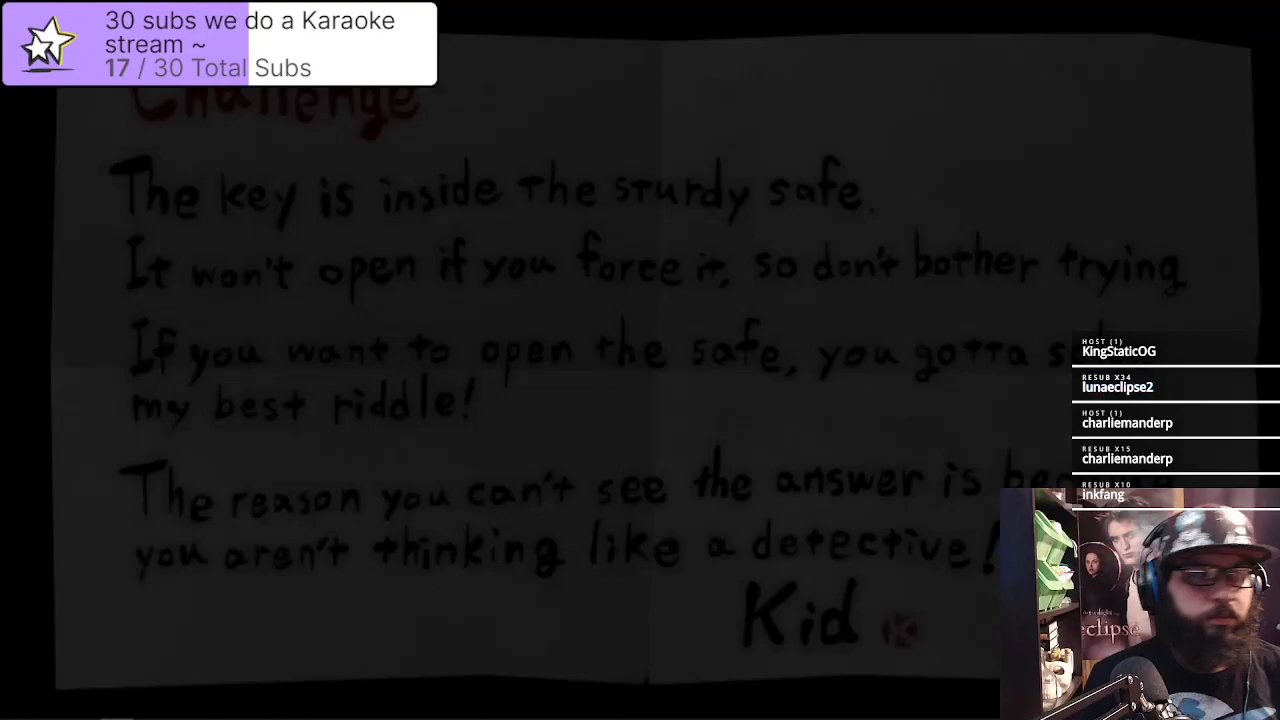 30 subs we do a Karaoke
stream ~
17 / 30 Total Subs
Challenge
The key is inside the sturdy safe.
It won't open if you force it, so don't bother trying
If you want to open the safe, you gotta
my best riddle!
The reason you can't see the answer is
you aren't thinking like a detective!
Kid
K
HOST (1)
KingStaticOG
RESUB X34
lunaeclipse2
HOST (1)
charliemanderp
RESUB X15
charliemanderp
RESUB X10
inkfang
eclipse